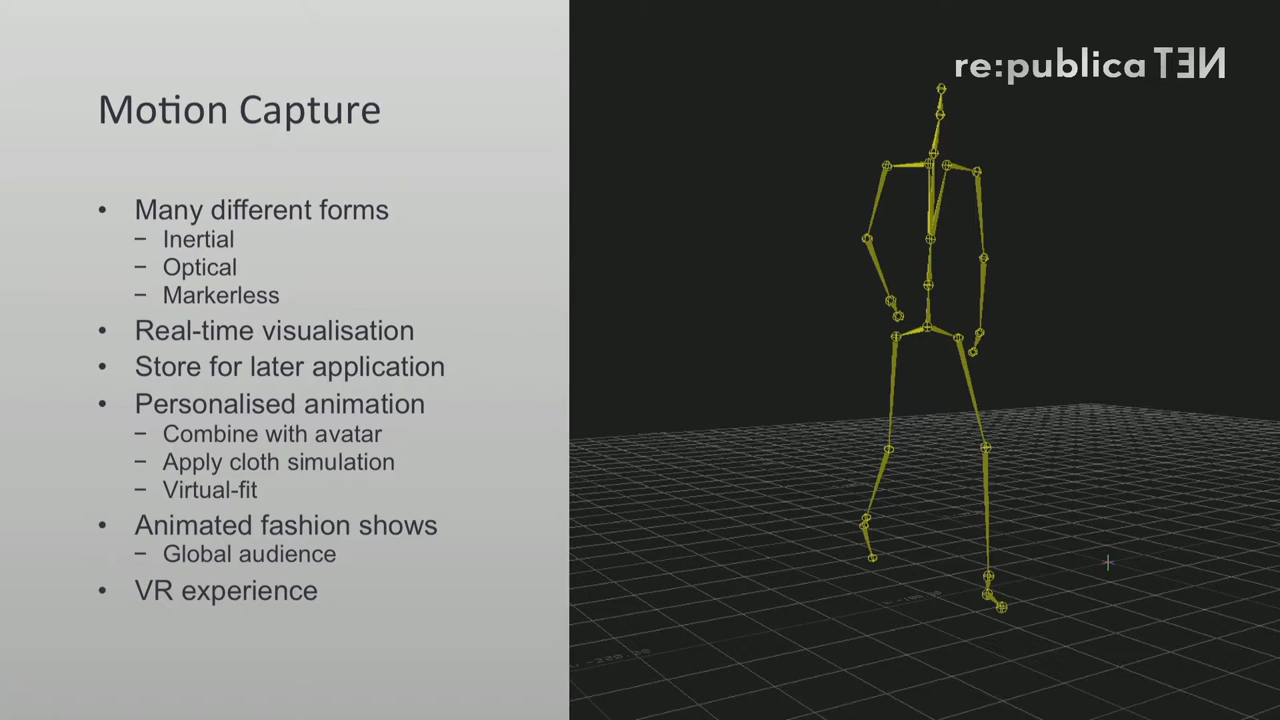 re:publica TEN
Motion Capture
• Many different forms
– Inertial
– Optical
– Markerless
• Real-time visualisation
• Store for later application
• Personalised animation
– Combine with avatar
– Apply cloth simulation
– Virtual-fit
• Animated fashion shows
– Global audience
• VR experience